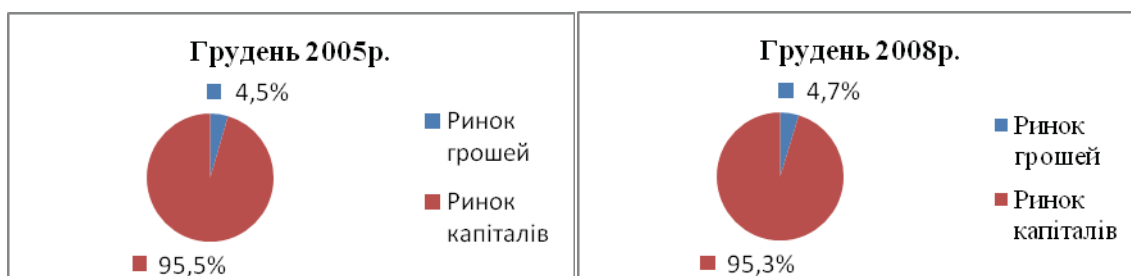 Грудень 2005р.
4,5%
Ринок
грошей
Ринок
капіталів
95,5%
Грудень 2008р.
4,7%
Ринок
грошей
Ринок
капіталів
95,3%